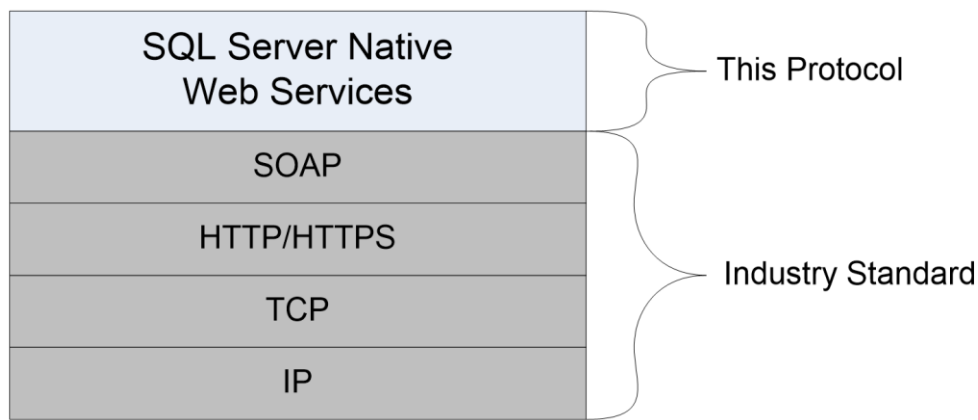 SQL Server Native
Web Services
This Protocol
SOAP
HTTP/HTTPS
TCP
IP
Industry Standard